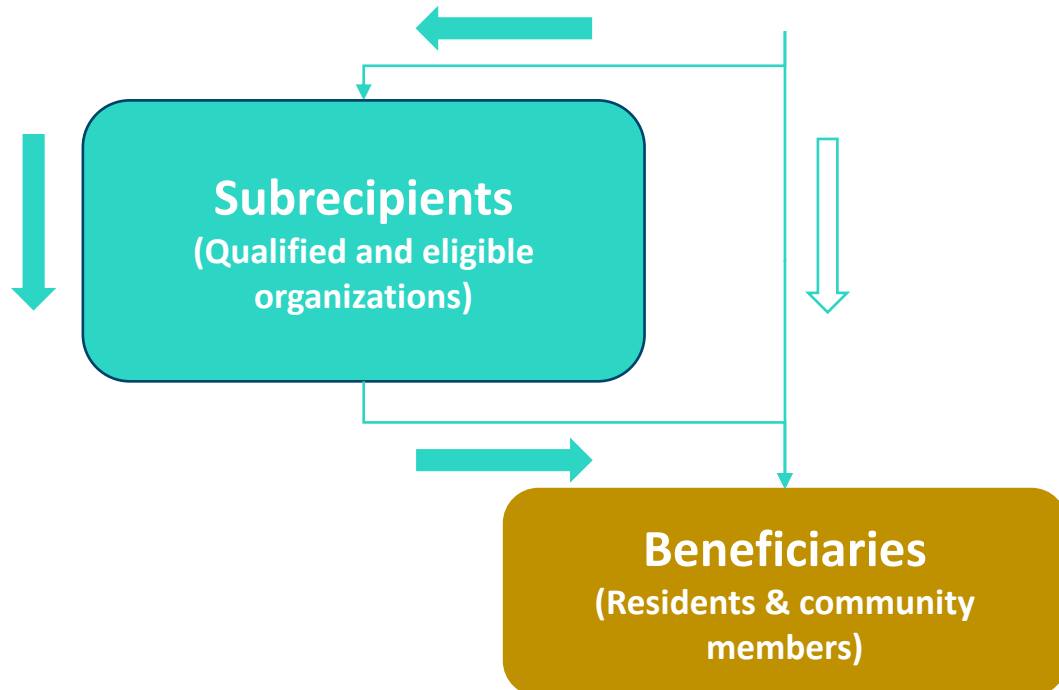 Subrecipients
(Qualified and eligible
organizations)
Beneficiaries
(Residents & community
members)